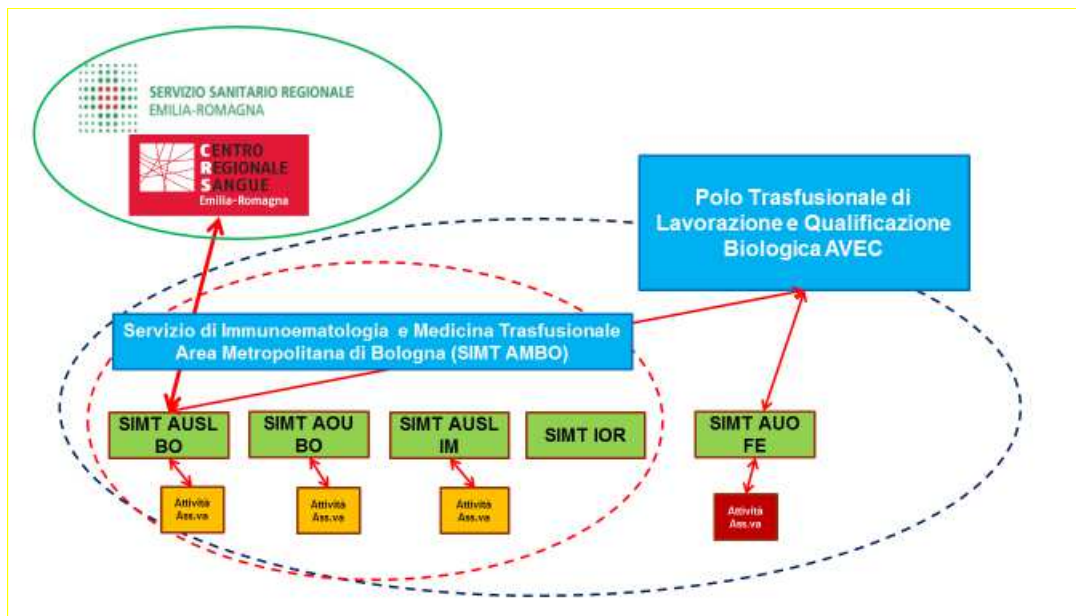 SERVIZIO SANITARIO REGIONALE
EMILIA-ROMAGNA
CENTRO
REGIONALE
SANGUE
Emilia-Romagna
Polo Trasfusionale di
Lavorazione e Qualificazione
Biologica AVEC
Servizio di Immunoematologia e Medicina Trasfusionale
Area Metropolitana di Bologna (SIMT AMBO)
SIMT AUSL
BO
SIMT AOU
BO
SIMT AUSL
IM
SIMT IOR
SIMT AUO
FE
Attività
Ass.va
Attività
Ass.va
Attività
Ass.va
Attività
Ass.va